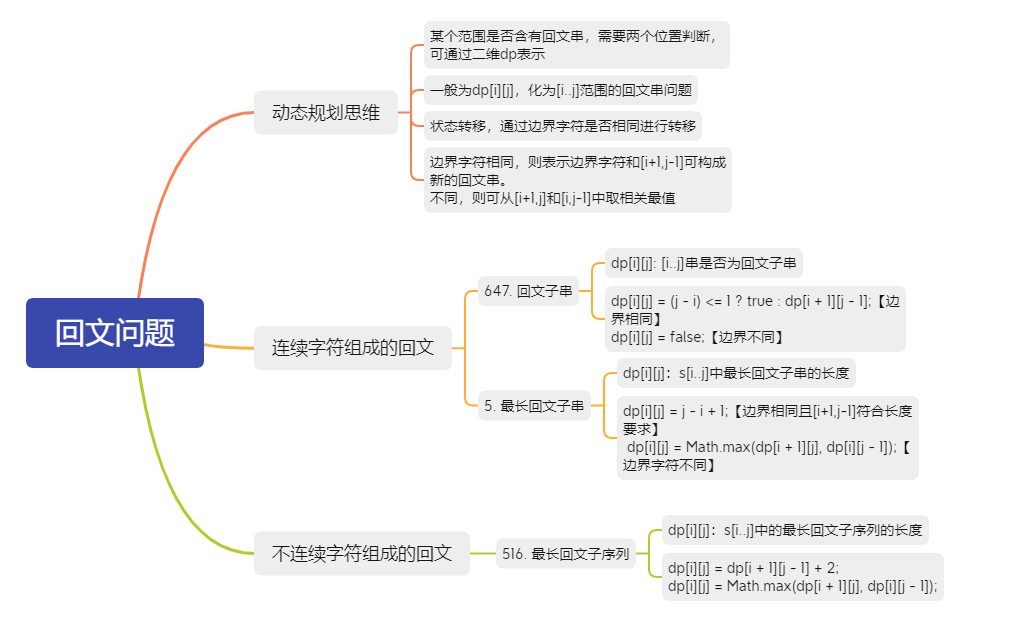 回文问题
动态规划思维
某个范围是否含有回文串，需要两个位置判断，
可通过二维dp表示
一般为dp[i][j]，化为[i..j]范围的回文串问题
状态转移，通过边界字符是否相同进行转移
边界字符相同，则表示边界字符和[i+1,j-1]可构成
新的回文串。
不同，则可从[i+1,j]和[i,j-1]中取相关最值
连续字符组成的回文
647. 回文子串
dp[i][j]: [i..j]串是否为回文子串
dp[i][j] = (j - i) <= 1 ? true : dp[i + 1][j - 1];【边
界相同】
dp[i][j] = false;【边界不同】
5. 最长回文子串
dp[i][j]：s[i..j]中最长回文子串的长度
dp[i][j] = j - i + 1;【边界相同且[i+1,j-1]符合长度
要求】
dp[i][j] = Math.max(dp[i + 1][j], dp[i][j - 1]);【
边界字符不同】
不连续字符组成的回文
516. 最长回文子序列
dp[i][j]：s[i..j]中的最长回文子序列的长度
dp[i][j] = dp[i + 1][j - 1] + 2;
dp[i][j] = Math.max(dp[i + 1][j], dp[i][j - 1]);